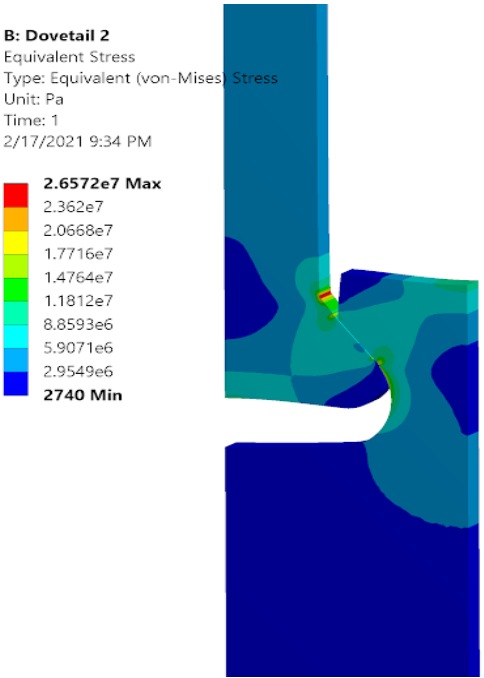 B: Dovetail 2
Equivalent Stress
Type: Equivalent (von-Mises) Stress
Unit: Pa
Time: 1
2/17/2021 9:34 PM
2.6572e7 Max
2.362e7
2.0668e7
1.7716e7
1.4764e7
1.1812e7
8.8593e6
5.9071e6
2.9549e6
2740 Min